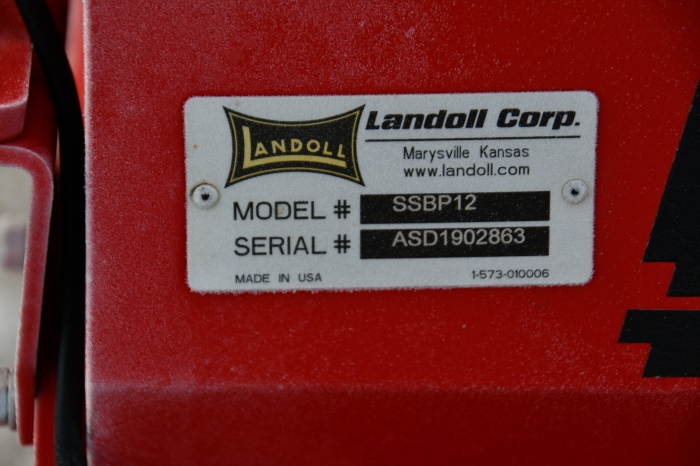 LANDOLL
Landoll Corp.
Marysville Kansas
www.landoll.com
MODEL # SSBP12
SERIAL # ASD1902863
MADE IN USA 1-573-010006